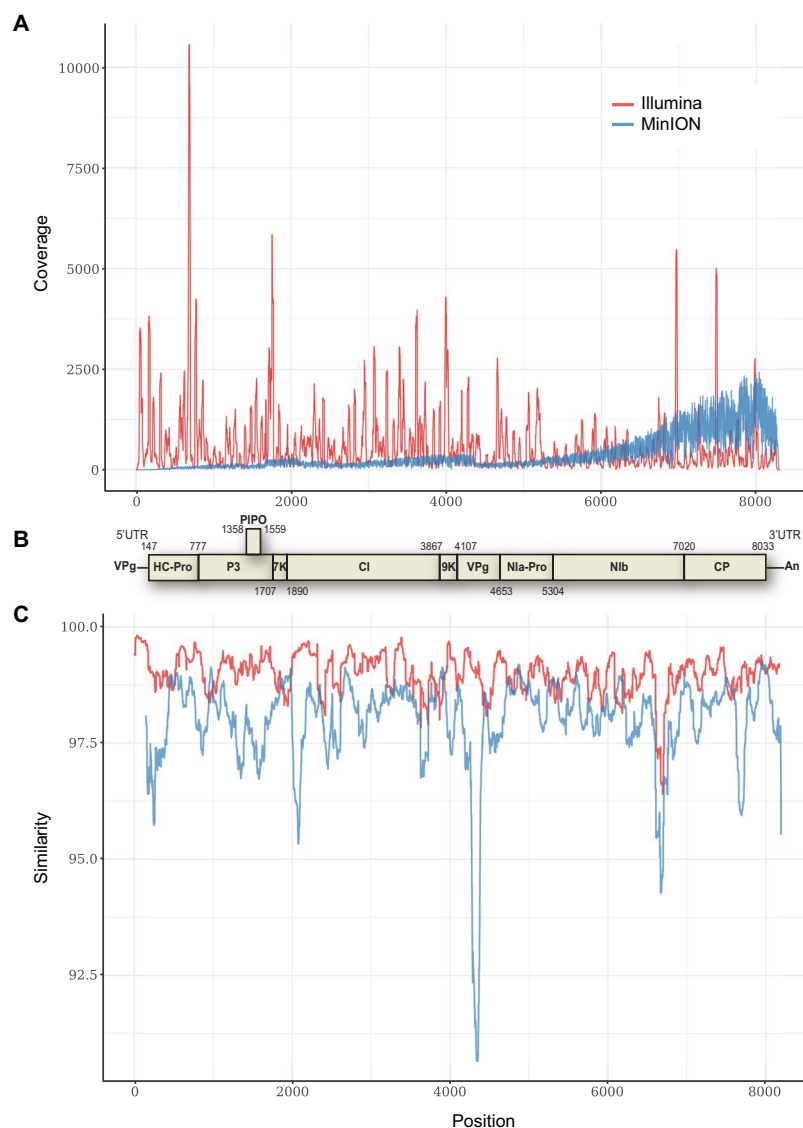 A
10000
7500
5000
2500
0
Coverage
Illumina
MinION
0 2000 4000 6000 8000
B
PIPO
5'UTR 1358 1559 3'UTR
147 777 3867 4107 7020 8033
VPg HC-Pro P3 7K CI 9K VPg NIa-Pro NIb CP An
1707 1890 4653 5304
C
100.0
97.5
95.0
92.5
Similarity
0 2000 4000 6000 8000
Position